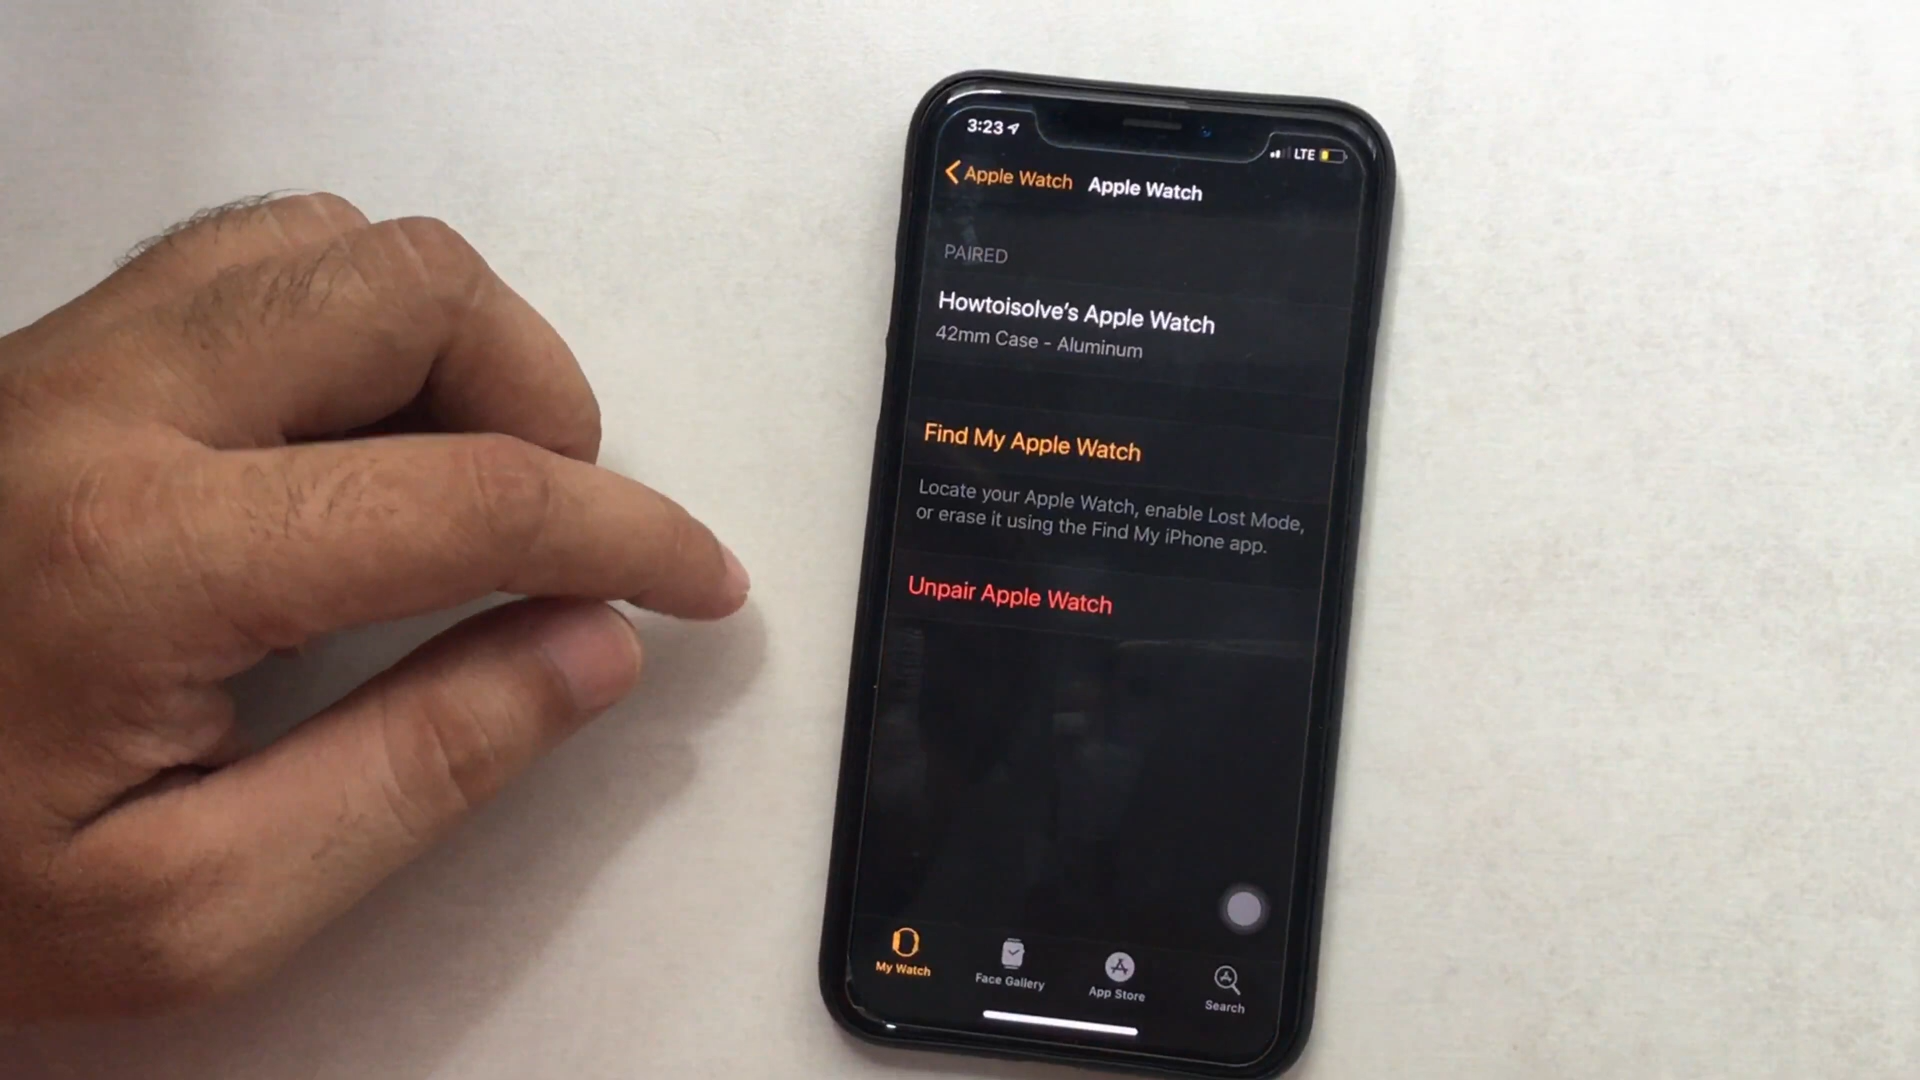 3:23
LTE
Apple Watch
Apple Watch
PAIRED
Howtoisolve's Apple Watch
42mm Case - Aluminum
Find My Apple Watch
Locate your Apple Watch, enable Lost Mode,
or erase it using the Find My iPhone app.
Unpair Apple Watch
My Watch
Face Gallery
App Store
Search